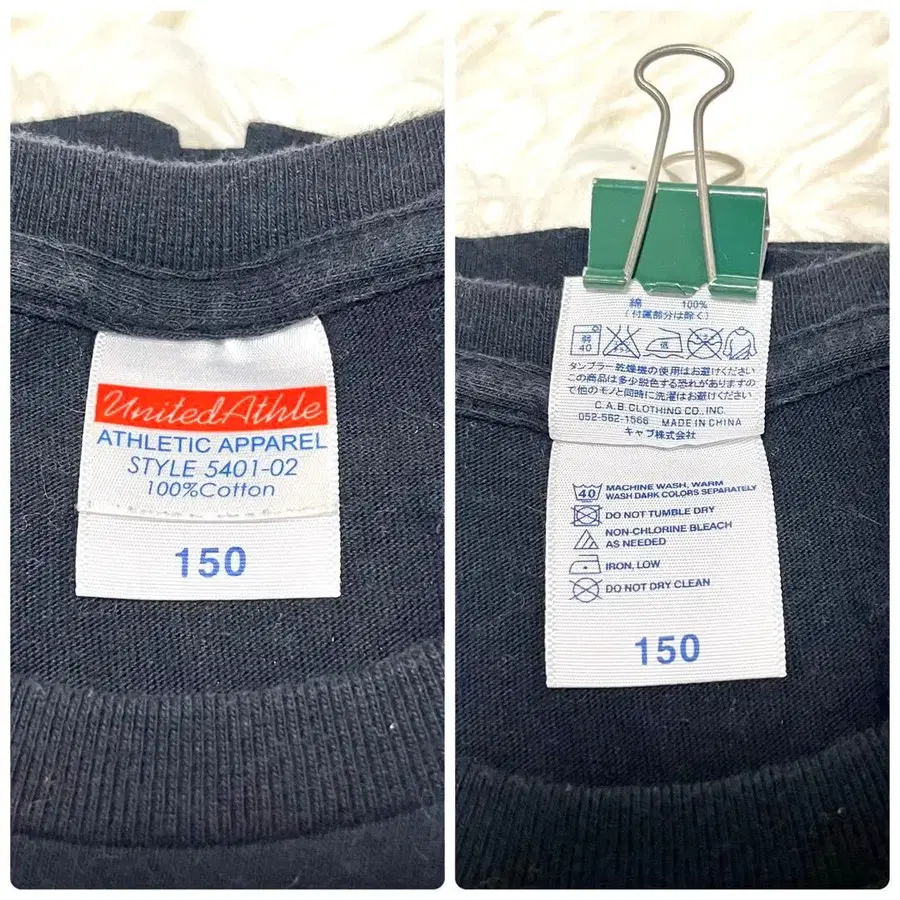 UnitedAthle
ATHLETIC APPAREL
STYLE 5401-02
100%Cotton
150
綿 100%
(付属部分は除く)
弱
40
低
タンブラー乾燥機の使用はお避けください
この商品は多少脱色する恐れがありますの
で他のモノと同時に洗濯はお避けください
C.A.B.CLOTHING CO., INC.
052-562-1566 MADE IN CHINA
キャブ株式会社
40 MACHINE WASH, WARM
WASH DARK COLORS SEPARATELY
DO NOT TUMBLE DRY
NON-CHLORINE BLEACH
AS NEEDED
IRON, LOW
DO NOT DRY CLEAN
150